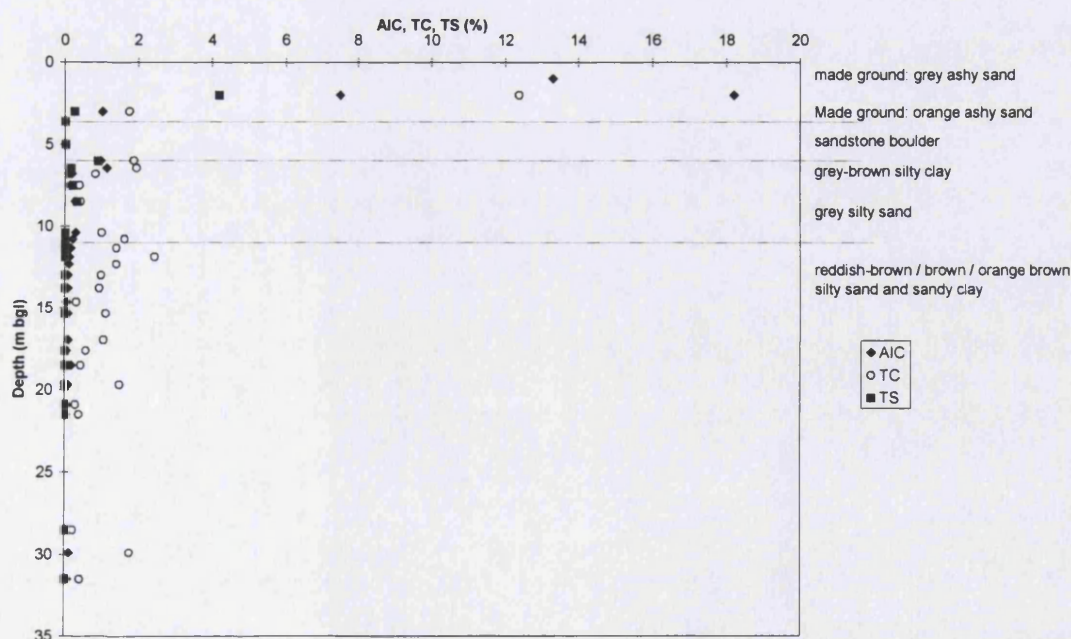 AIC, TC, TS (%)
0 2 4 6 8 10 12 14 16 18 20
0
5
10
15
20
25
30
35
Depth (m bgl)
made ground: grey ashy sand
Made ground: orange ashy sand
sandstone boulder
grey-brown silty clay
grey silty sand
reddish-brown / brown / orange brown
silty sand and sandy clay
AIC
TC
TS